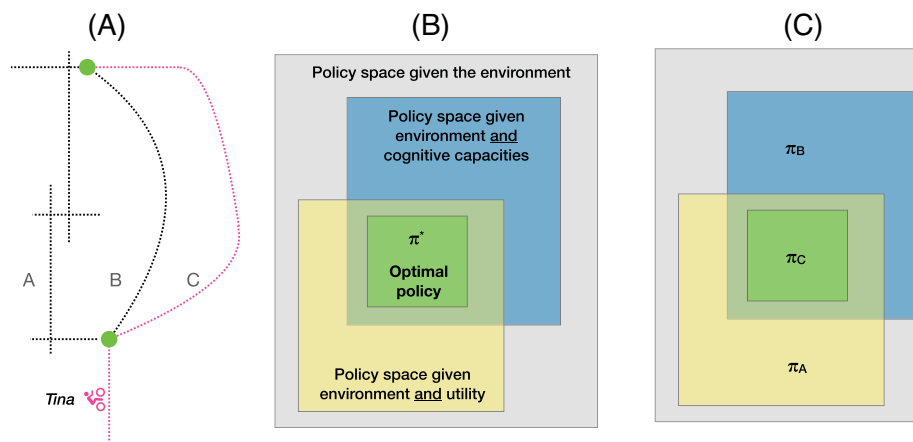 (A)
A
B
C
Tina
(B)
Policy space given the environment
Policy space given
environment and
cognitive capacities
π*
Optimal
policy
Policy space given
environment and utility
(C)
πB
πC
πA